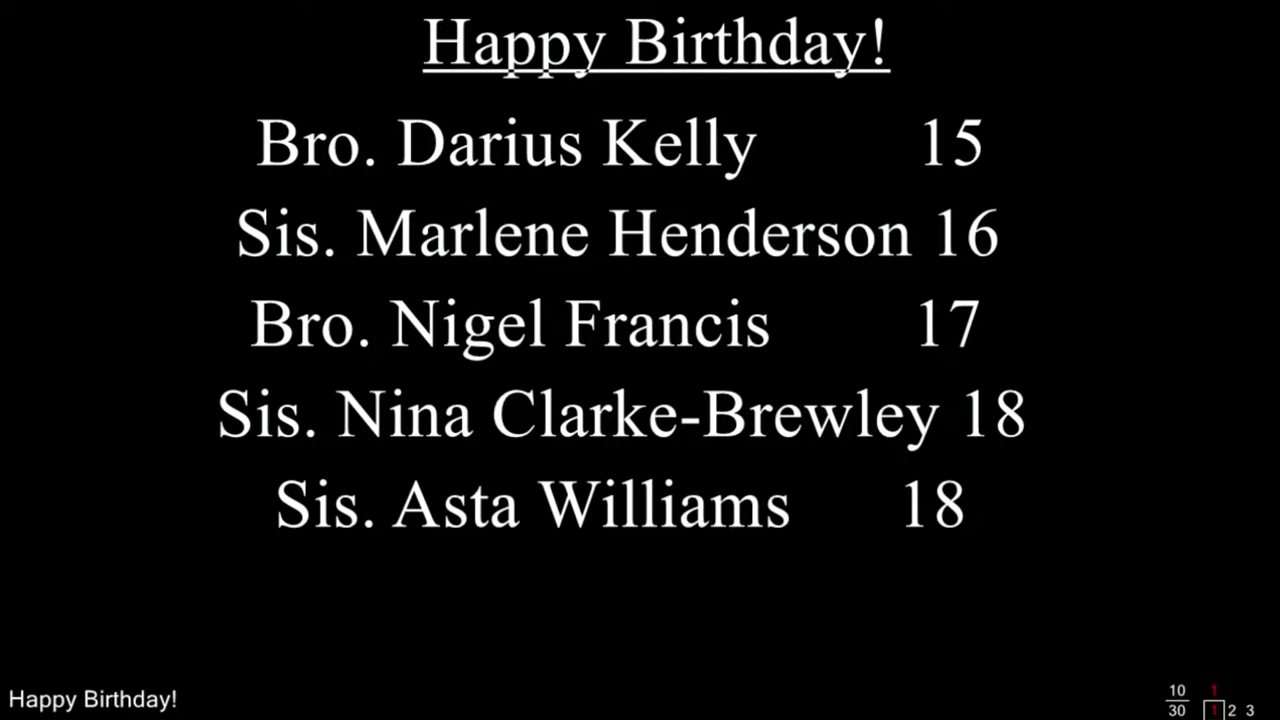 Happy Birthday!
Bro. Darius Kelly 15
Sis. Marlene Henderson 16
Bro. Nigel Francis 17
Sis. Nina Clarke-Brewley 18
Sis. Asta Williams 18
Happy Birthday!
10 1
30 1 2 3